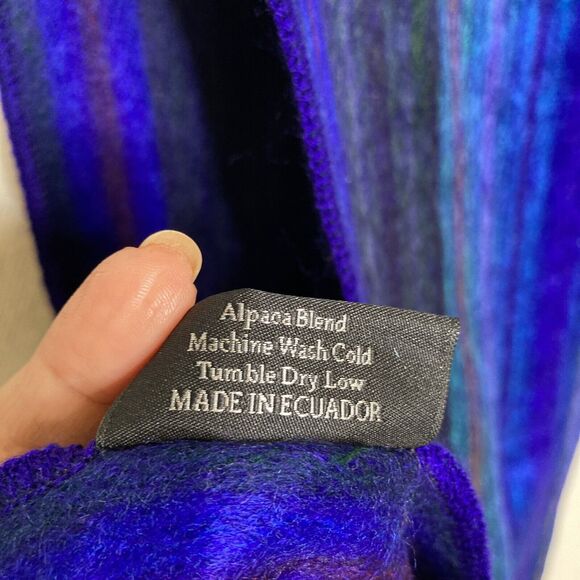 Alpaca Blend
Machine Wash Cold
Tumble Dry Low
MADE IN ECUADOR